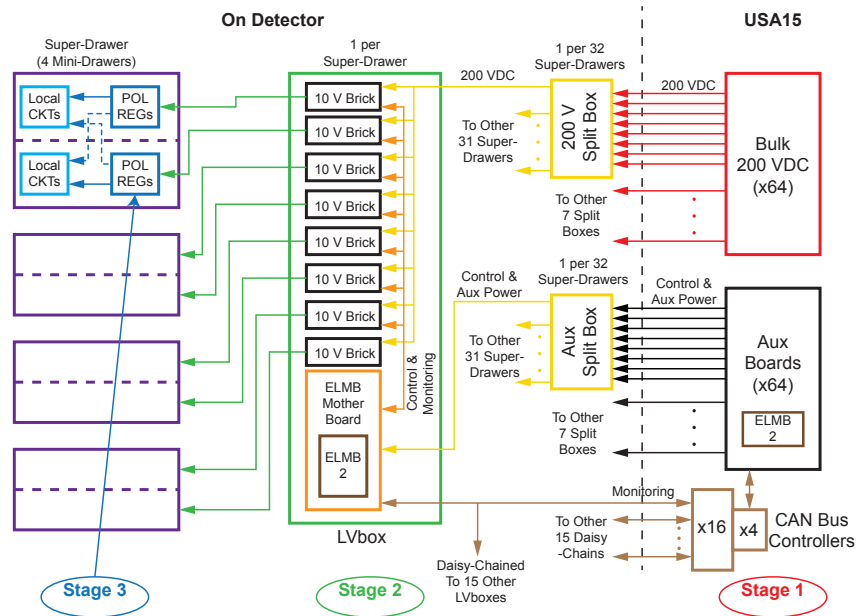 On Detector
USA15
Super-Drawer
(4 Mini-Drawers)
1 per
Super-Drawer
1 per 32
Super-Drawers
200 VDC
200 VDC
Local
CKTs
POL
REGs
Local
CKTs
POL
REGs
10 V Brick
10 V Brick
10 V Brick
10 V Brick
10 V Brick
10 V Brick
10 V Brick
10 V Brick
To Other
31 Super-
Drawers
200 V
Split Box
Bulk
200 VDC
(x64)
To Other
7 Split
Boxes
Control &
Aux Power
1 per 32
Super-Drawers
Control &
Aux Power
To Other
31 Super-
Drawers
Aux
Split Box
Aux
Boards
(x64)
ELMB
2
To Other
7 Split
Boxes
Control &
Monitoring
ELMB
Mother
Board
ELMB
2
LVbox
Monitoring
Daisy-Chained
To 15 Other
LVboxes
To Other
15 Daisy
-Chains
x16
x4
CAN Bus
Controllers
Stage 3
Stage 2
Stage 1